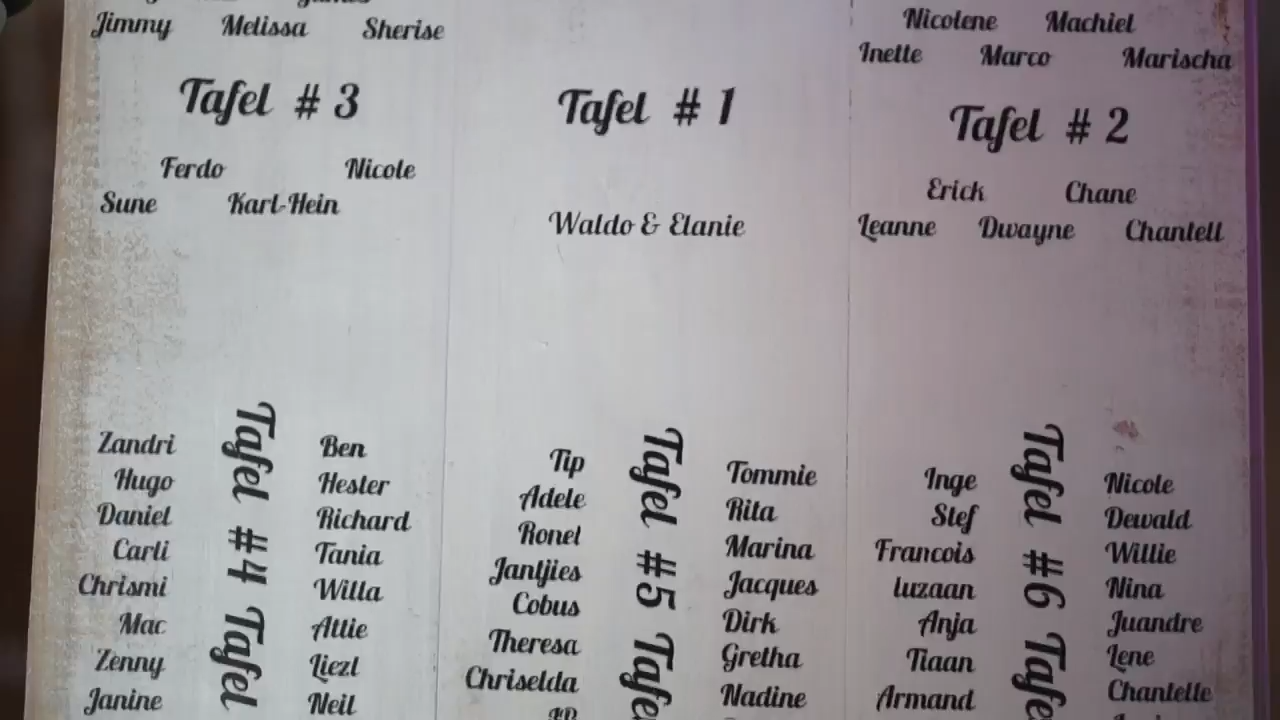 Jimmy Melissa Sherise
Tafel # 3
Ferdo Nicole
Sune Karl-Hein
Tafel # 1
Waldo & Elanie
Nicolene Machiel
Inette Marco Marischa
Tafel # 2
Erick Chane
Leanne Dwayne Chantell
Zandri Ben
Hugo Hester
Daniel Richard
Carli Tania
Chrismi Willa
Mac Attie
Zenny Liezl
Janine Neil
Tafel #4 Tafel
Tip Tommie
Adele Rita
Ronel Marina
Jantjies Jacques
Cobus Dirk
Theresa Gretha
Chriselda Nadine
Tafel #5
Inge Nicole
Stef Dewald
Francois Willie
luzaan Nina
Anja Juandre
Tiaan Lene
Armand Chantelle
Tafel #6